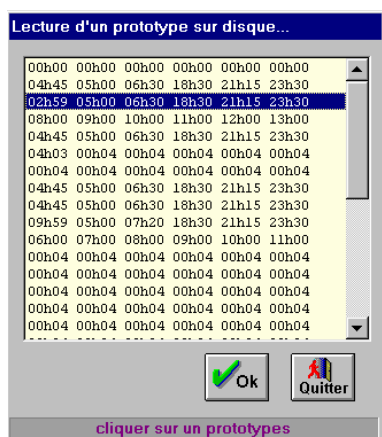 Lecture d'un prototype sur disque...
00h00 00h00 00h00 00h00 00h00 00h00
04h45 05h00 06h30 18h30 21h15 23h30
02h59 05h00 06h30 18h30 21h15 23h30
08h00 09h00 10h00 11h00 12h00 13h00
04h45 05h00 06h30 18h30 21h15 23h30
04h03 00h04 00h04 00h04 00h04 00h04
00h04 00h04 00h04 00h04 00h04 00h04
04h45 05h00 06h30 18h30 21h15 23h30
04h45 05h00 06h30 18h30 21h15 23h30
09h59 05h00 07h20 18h30 21h15 23h30
06h00 07h00 08h00 09h00 10h00 11h00
00h04 00h04 00h04 00h04 00h04 00h04
00h04 00h04 00h04 00h04 00h04 00h04
00h04 00h04 00h04 00h04 00h04 00h04
00h04 00h04 00h04 00h04 00h04 00h04
00h04 00h04 00h04 00h04 00h04 00h04
Ok
Quitter
cliquer sur un prototypes